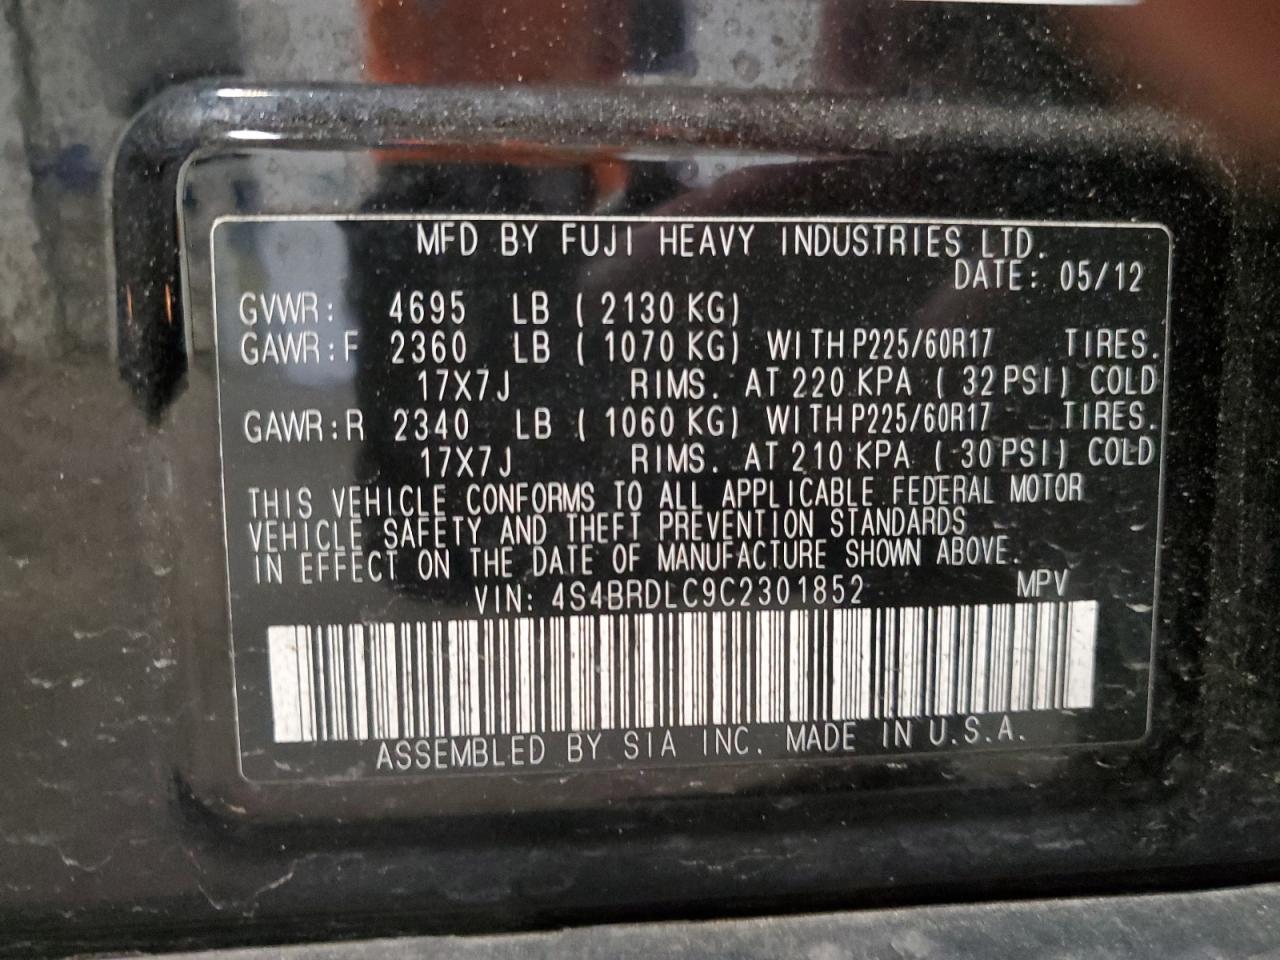 MFD BY FUJI HEAVY INDUSTRIES LTD.
DATE: 05/12
GVWR: 4695 LB ( 2130 KG)
GAWR:F 2360 LB ( 1070 KG) WITH P225/60R17 TIRES.
17X7J RIMS. AT 220 KPA ( 32 PSI) COLD
GAWR:R 2340 LB ( 1060 KG) WITH P225/60R17 TIRES.
17X7J RIMS. AT 210 KPA ( 30 PSI) COLD
THIS VEHICLE CONFORMS TO ALL APPLICABLE FEDERAL MOTOR
VEHICLE SAFETY AND THEFT PREVENTION STANDARDS
IN EFFECT ON THE DATE OF MANUFACTURE SHOWN ABOVE.
VIN: 4S4BRDLC9C2301852 MPV
ASSEMBLED BY SIA INC. MADE IN U.S.A.